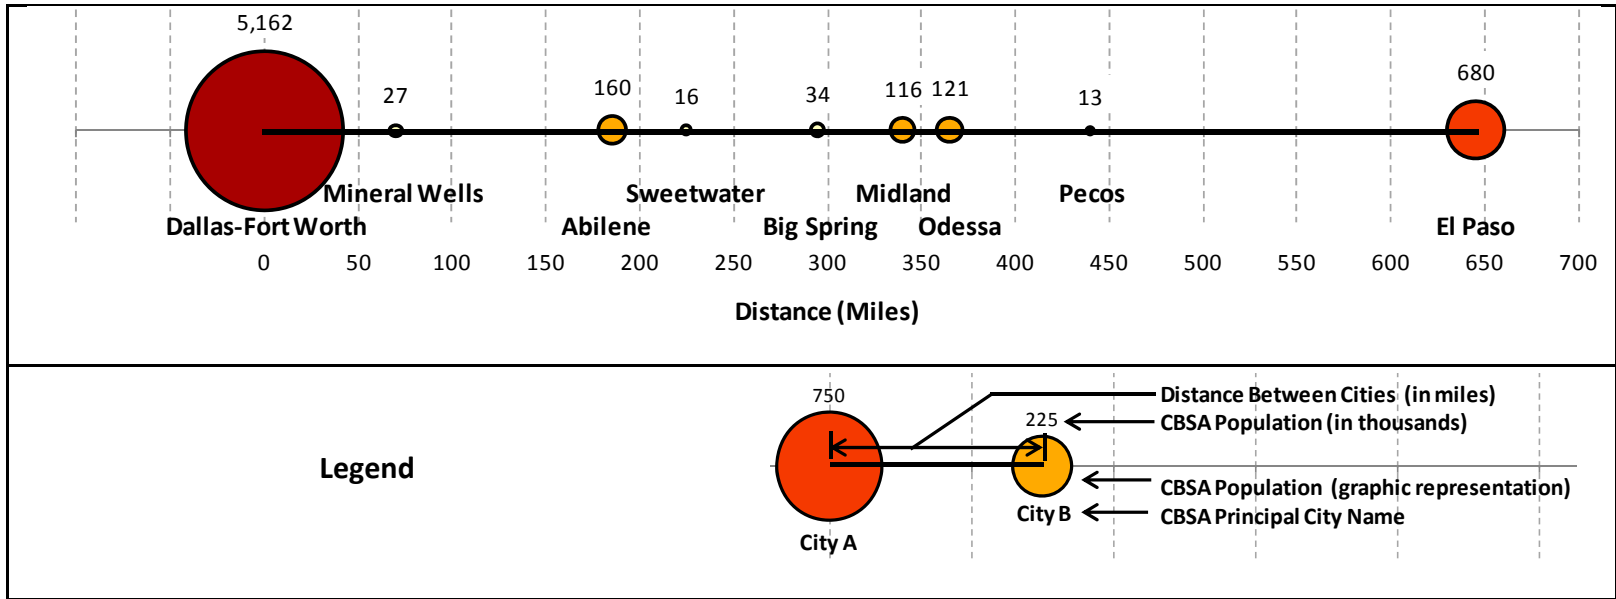 5,162
27
160
16
34
116 121
13
680
Mineral Wells
Sweetwater
Midland
Pecos
Dallas-Fort Worth
Abilene
Big Spring
Odessa
El Paso
0 50 100 150 200 250 300 350 400 450 500 550 600 650 700
Distance (Miles)
Legend
750
225
Distance Between Cities (in miles)
CBSA Population (in thousands)
CBSA Population (graphic representation)
CBSA Principal City Name
City B
City A